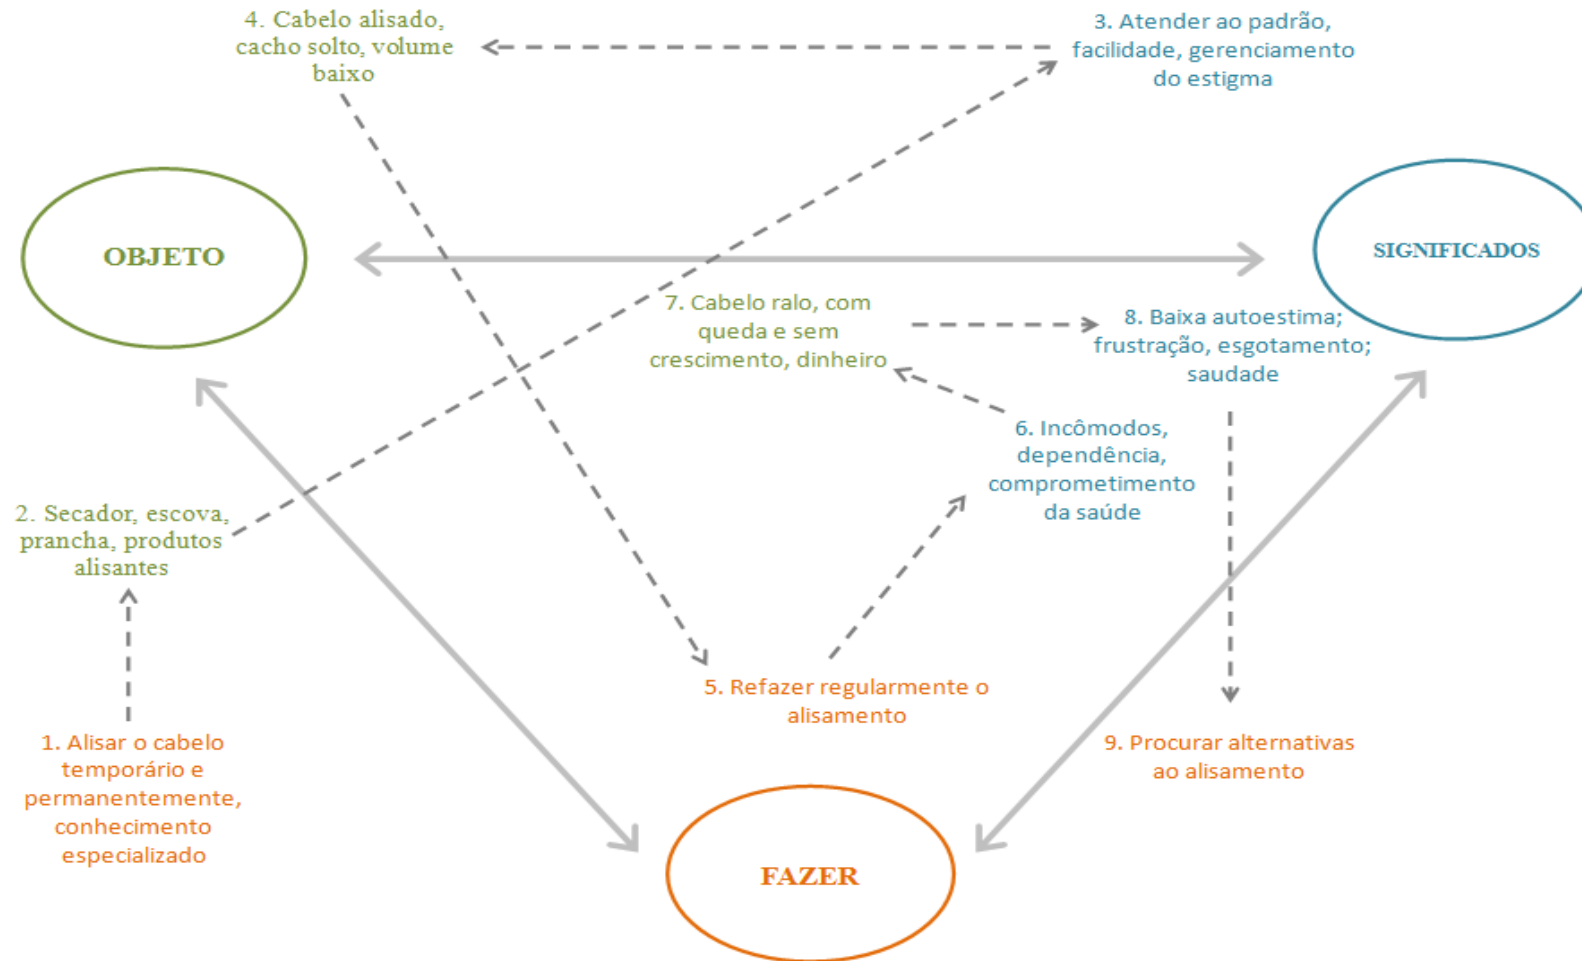 4. Cabelo alisado,
cacho solto, volume
baixo
3. Atender ao padrão,
facilidade, gerenciamento
do estigma
OBJETO
SIGNIFICADOS
7. Cabelo ralo, com
queda e sem
crescimento, dinheiro
8. Baixa autoestima;
frustração, esgotamento;
saudade
6. Incômodos,
dependência,
comprometimento
da saúde
2. Secador, escova,
prancha, produtos
alisantes
5. Refazer regularmente o
alisamento
1. Alisar o cabelo
temporário e
permanentemente,
conhecimento
especializado
9. Procurar alternativas
ao alisamento
FAZER